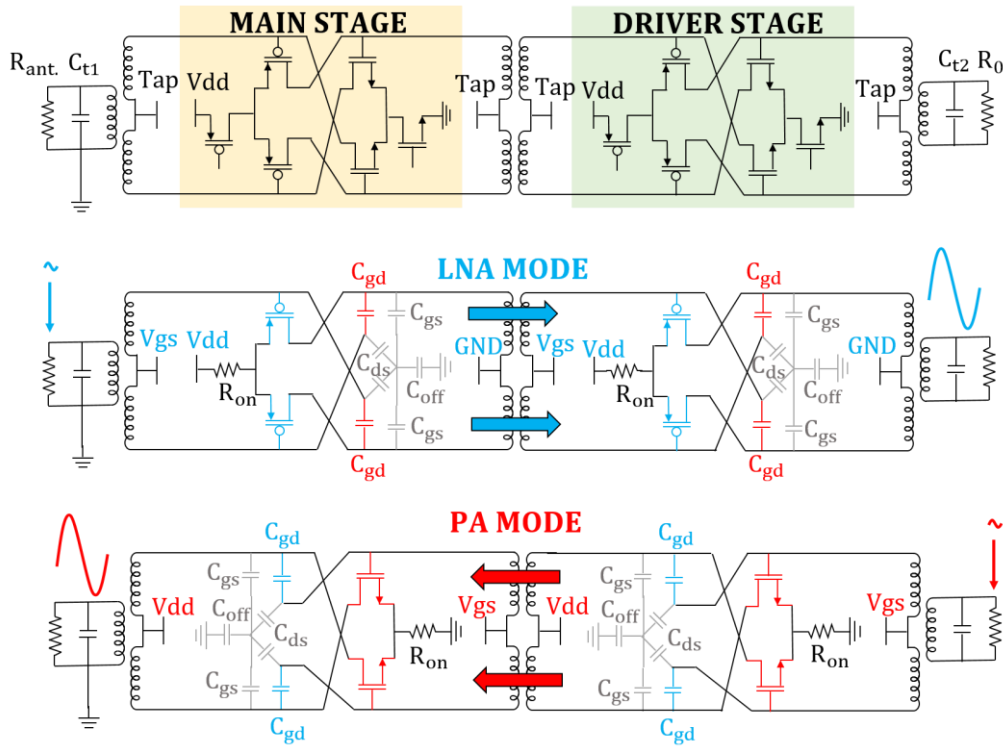 MAIN STAGE
DRIVER STAGE
Rant. Ct1
Tap
Vdd
Tap
Tap
Vdd
Tap
Ct2 R0
LNA MODE
~
Vgs
Vdd
Ron
Cgd
Cgs
Cds
Coff
Cgs
Cgd
GND
Vgs
Vdd
Ron
Cgd
Cgs
Cds
Coff
Cgs
Cgd
GND
PA MODE
~
Vdd
Cgd
Cgs
Coff
Cds
Cgs
Cgd
Ron
Vgs
Vdd
Cgd
Cgs
Coff
Cds
Cgs
Cgd
Ron
Vgs